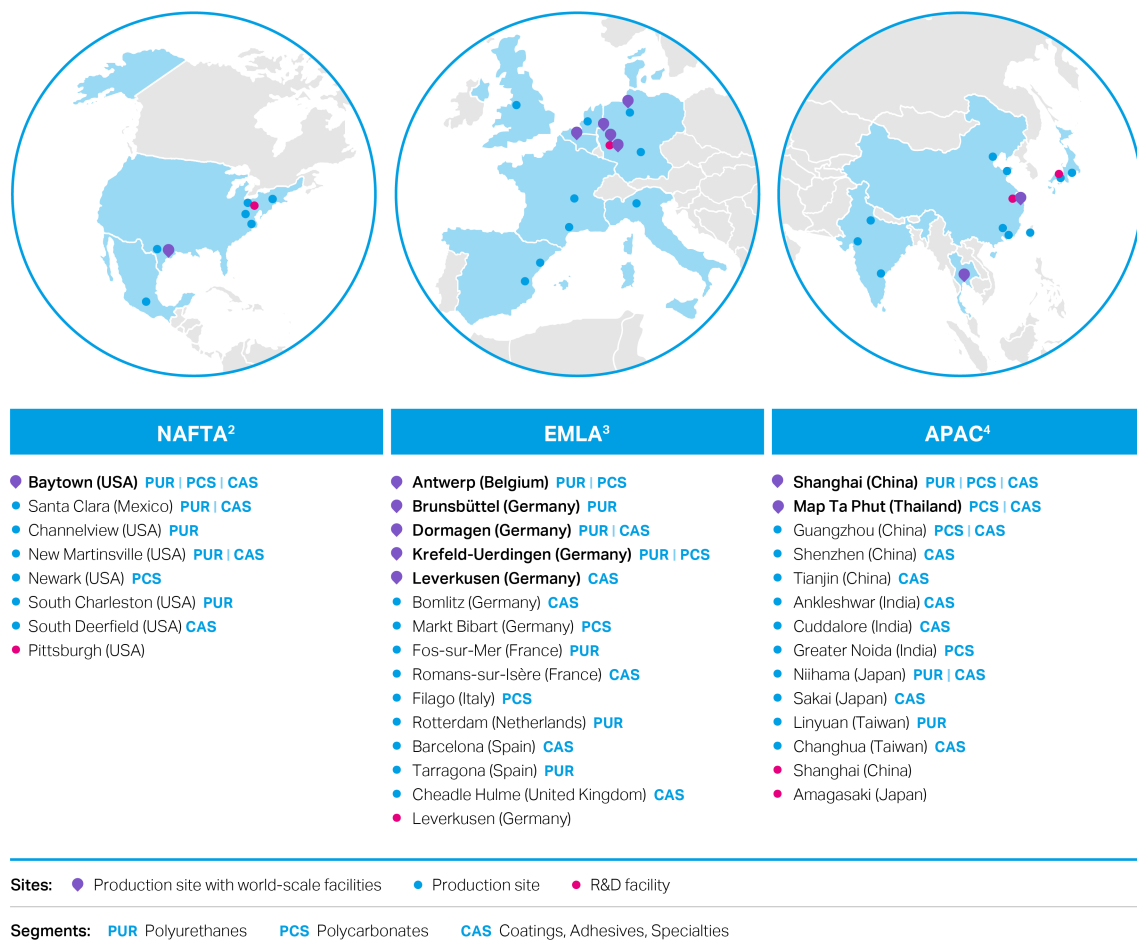 NAFTA²
Baytown (USA) PUR | PCS | CAS
Santa Clara (Mexico) PUR | CAS
Channelview (USA) PUR
New Martinsville (USA) PUR | CAS
Newark (USA) PCS
South Charleston (USA) PUR
South Deerfield (USA) CAS
Pittsburgh (USA)
EMLA³
Antwerp (Belgium) PUR | PCS
Brunsbüttel (Germany) PUR
Dormagen (Germany) PUR | CAS
Krefeld-Uerdingen (Germany) PUR | PCS
Leverkusen (Germany) CAS
Bomlitz (Germany) CAS
Markt Bibart (Germany) PCS
Fos-sur-Mer (France) PUR
Romans-sur-Isère (France) CAS
Filago (Italy) PCS
Rotterdam (Netherlands) PUR
Barcelona (Spain) CAS
Tarragona (Spain) PUR
Cheadle Hulme (United Kingdom) CAS
Leverkusen (Germany)
APAC⁴
Shanghai (China) PUR | PCS | CAS
Map Ta Phut (Thailand) PCS | CAS
Guangzhou (China) PCS | CAS
Shenzhen (China) CAS
Tianjin (China) CAS
Ankleshwar (India) CAS
Cuddalore (India) CAS
Greater Noida (India) PCS
Niihama (Japan) PUR | CAS
Sakai (Japan) CAS
Linyuan (Taiwan) PUR
Changhua (Taiwan) CAS
Shanghai (China)
Amagasaki (Japan)
Sites: Production site with world-scale facilities Production site R&D facility
Segments: PUR Polyurethanes PCS Polycarbonates CAS Coatings, Adhesives, Specialties